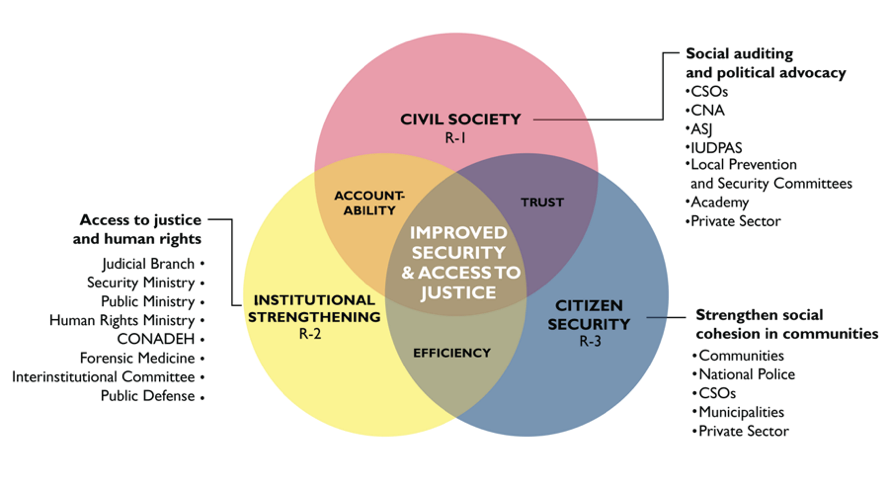 Social auditing
and political advocacy
•CSOs
•CNA
•ASJ
•IUDPAS
•Local Prevention
and Security Committees
•Academy
•Private Sector
CIVIL SOCIETY
R-1
ACCOUNT-
ABILITY
TRUST
IMPROVED
SECURITY
& ACCESS TO
JUSTICE
Access to justice
and human rights
Judicial Branch •
Security Ministry •
Public Ministry •
Human Rights Ministry •
CONADEH •
Forensic Medicine •
Interinstitutional Committee •
Public Defense •
INSTITUTIONAL
STRENGTHENING
R-2
CITIZEN
SECURITY
R-3
EFFICIENCY
Strengthen social
cohesion in communities
•Communities
•National Police
•CSOs
•Municipalities
•Private Sector